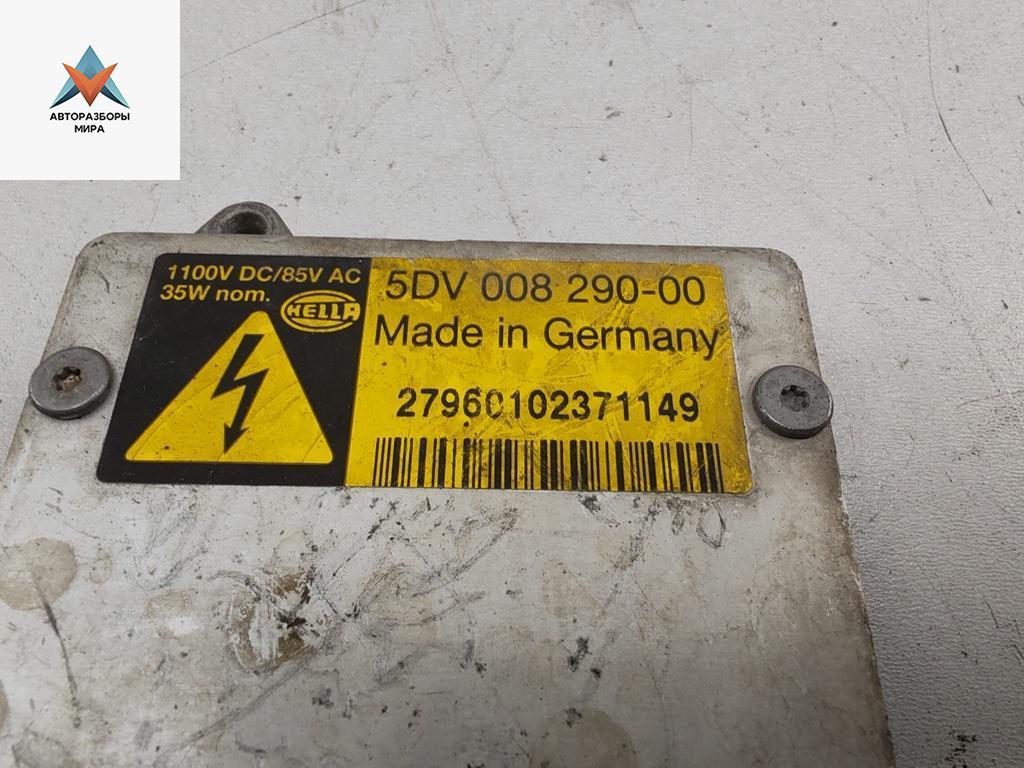 АВТОРАЗБОРЫ
МИРА
1100V DC/85V AC
35W nom.
HELLA
5DV 008 290-00
Made in Germany
27960102371149